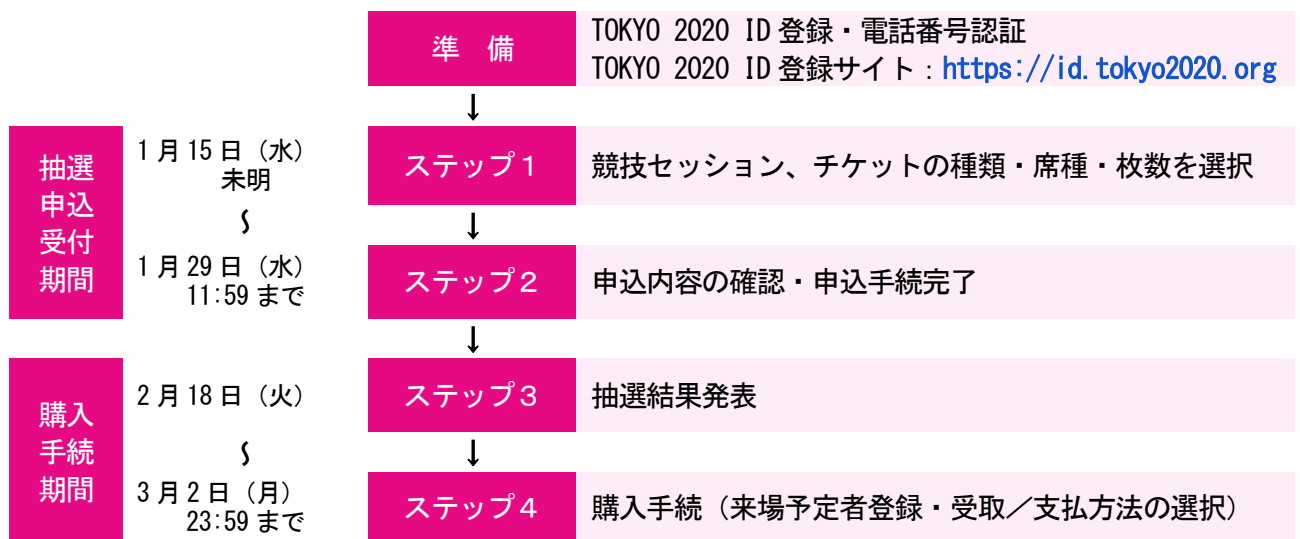 準　備
TOKYO 2020 ID 登録・電話番号認証
TOKYO 2020 ID 登録サイト：https://id.tokyo2020.org
↓
抽選
申込
受付
期間
1 月 15 日（水）
未明
～
1 月 29 日（水）
11:59 まで
ステップ１
競技セッション、チケットの種類・席種・枚数を選択
↓
ステップ２
申込内容の確認・申込手続完了
↓
購入
手続
期間
2 月 18 日（火）
～
3 月 2 日（月）
23:59 まで
ステップ３
抽選結果発表
↓
ステップ４
購入手続（来場予定者登録・受取／支払方法の選択）